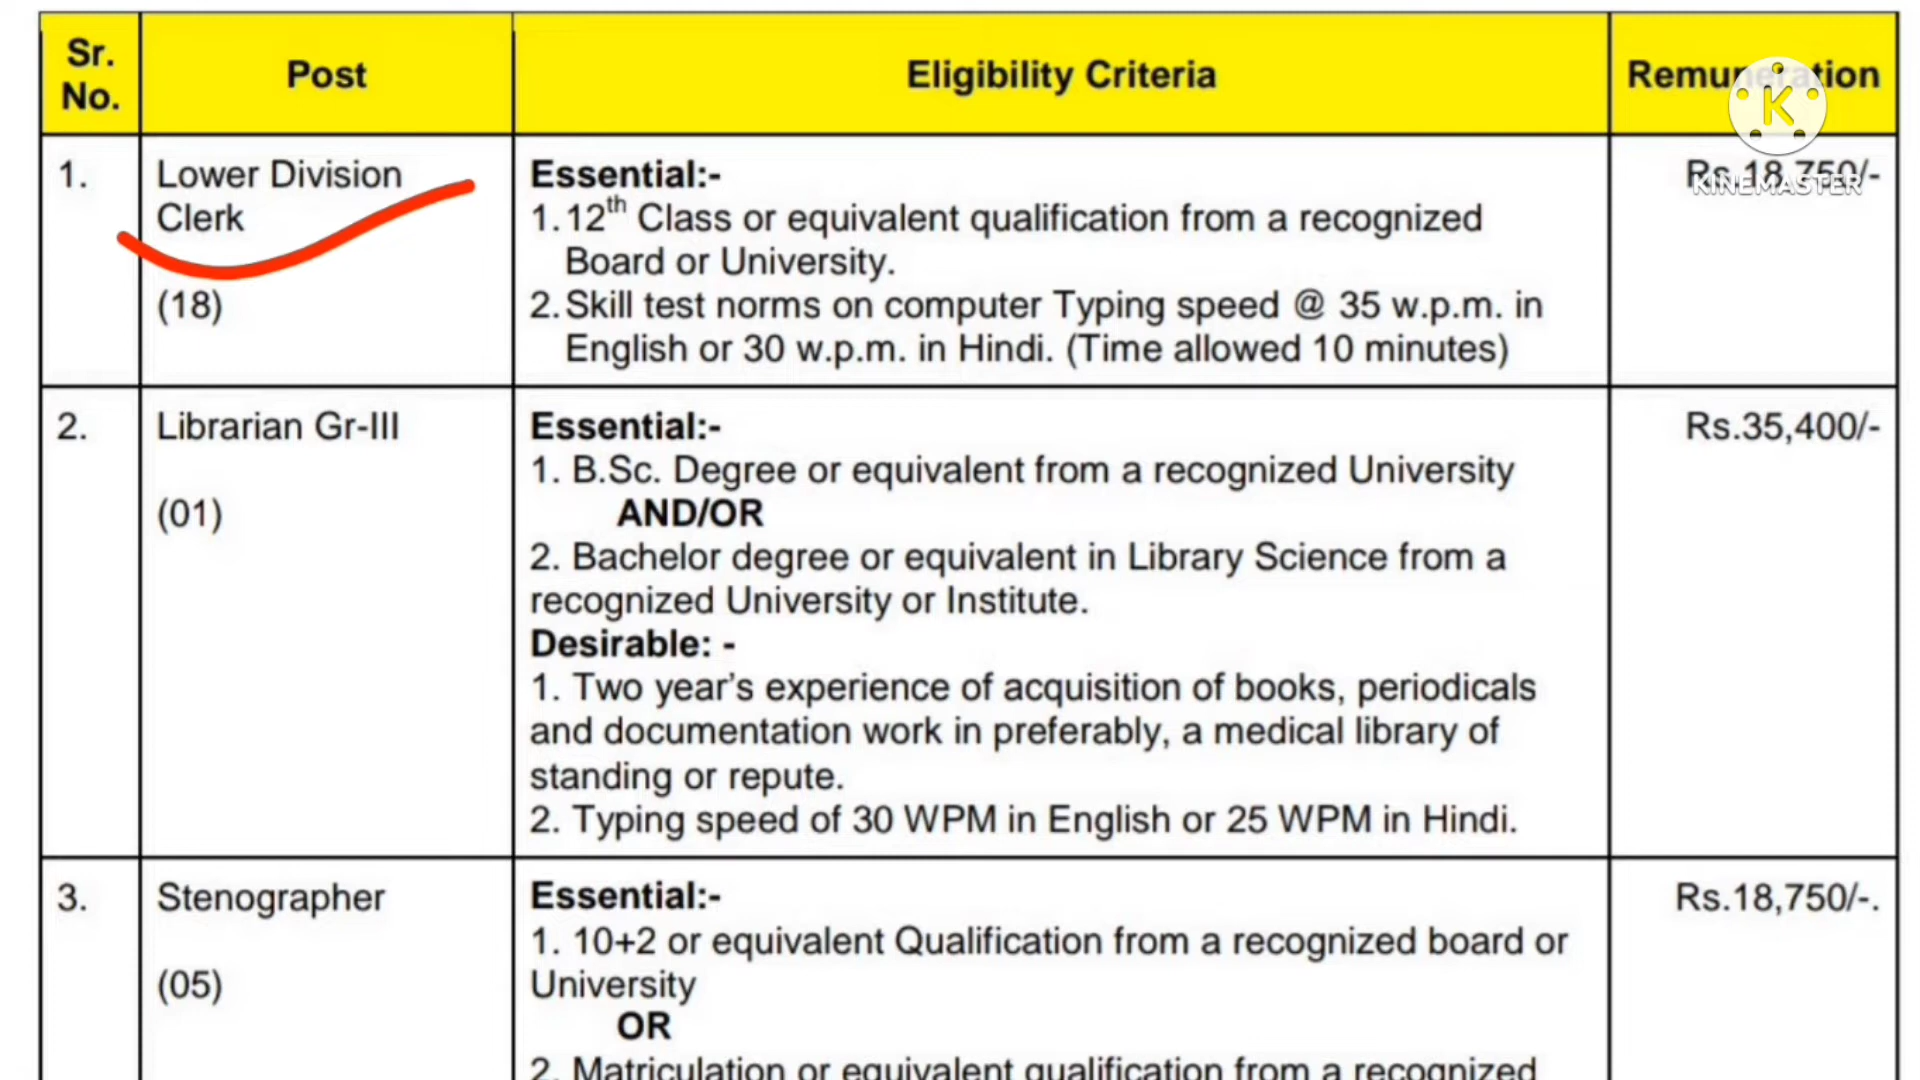 Sr.
No.
Post
Eligibility Criteria
Remuneration
K
KINEMASTER
1.
Lower Division
Clerk
(18)
Essential:-
1. 12th Class or equivalent qualification from a recognized
Board or University.
2. Skill test norms on computer Typing speed @ 35 w.p.m. in
English or 30 w.p.m. in Hindi. (Time allowed 10 minutes)
Rs.18,750/-
2.
Librarian Gr-III
(01)
Essential:-
1. B.Sc. Degree or equivalent from a recognized University
AND/OR
2. Bachelor degree or equivalent in Library Science from a
recognized University or Institute.
Desirable: -
1. Two year’s experience of acquisition of books, periodicals
and documentation work in preferably, a medical library of
standing or repute.
2. Typing speed of 30 WPM in English or 25 WPM in Hindi.
Rs.35,400/-
3.
Stenographer
(05)
Essential:-
1. 10+2 or equivalent Qualification from a recognized board or
University
OR
2. Matriculation or equivalent qualification from a recognized
Rs.18,750/-.